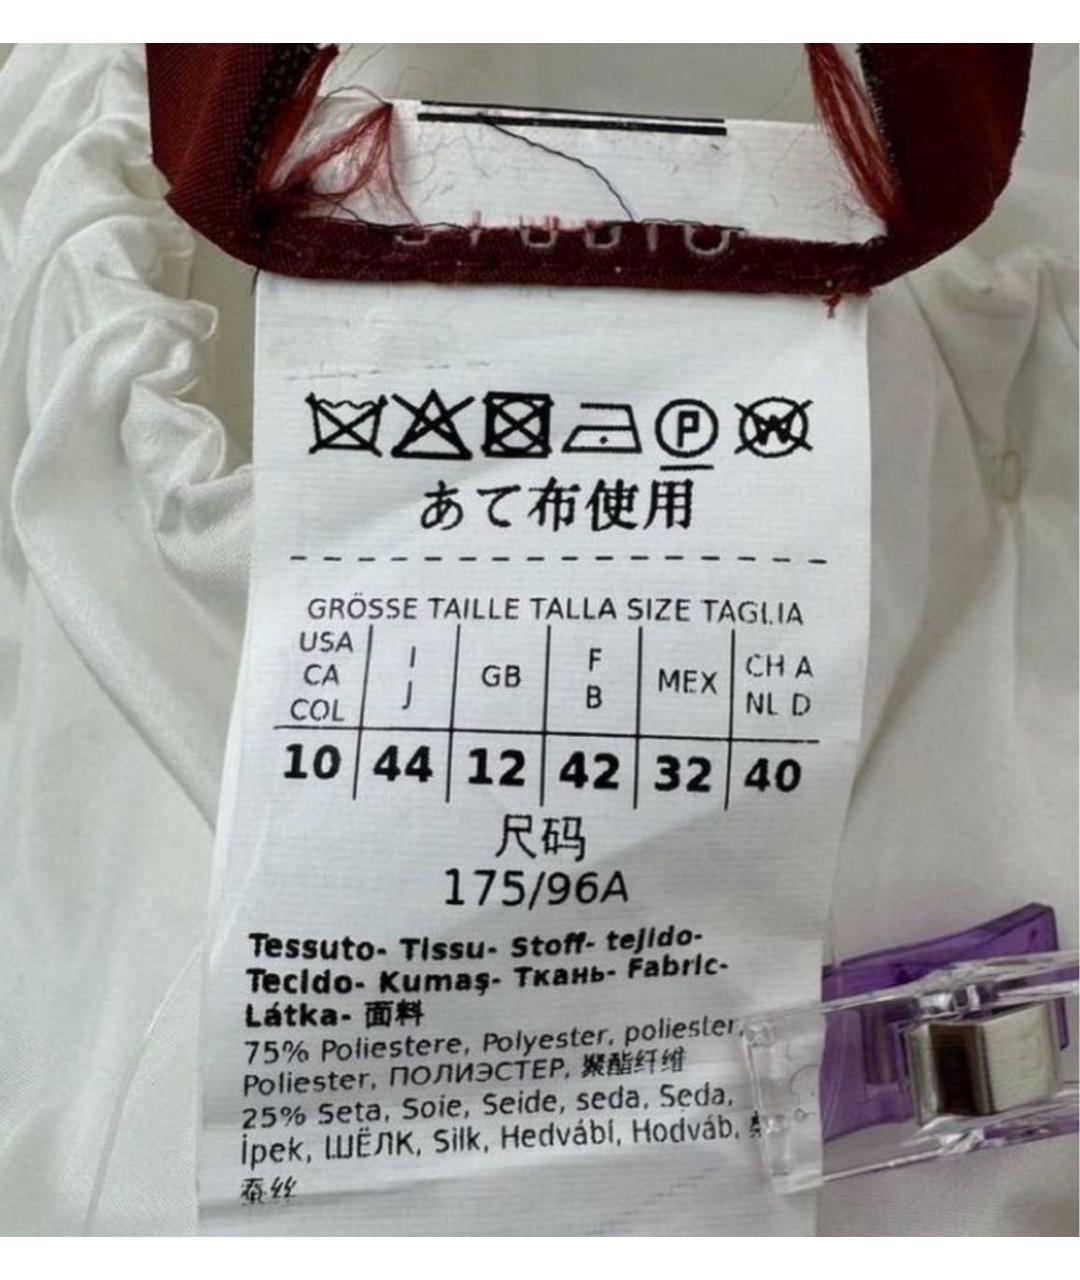 STUDIO
P
W
あて布使用
GRÖSSE TAILLE TALLA SIZE TAGLIA
USA CA COL | I J | GB | F B | MEX | CH A NL D
10 | 44 | 12 | 42 | 32 | 40
尺码
175/96A
Tessuto- Tissu- Stoff- tejido-
Tecido- Kumaş- Ткань- Fabric-
Látka- 面料
75% Poliestere, Polyester, poliester,
Poliester, ПОЛИЭСТЕР, 聚酯纤维
25% Seta, Soie, Seide, seda, Seda,
İpek, ШЁЛК, Silk, Hedvábí, Hodváb,
蚕丝